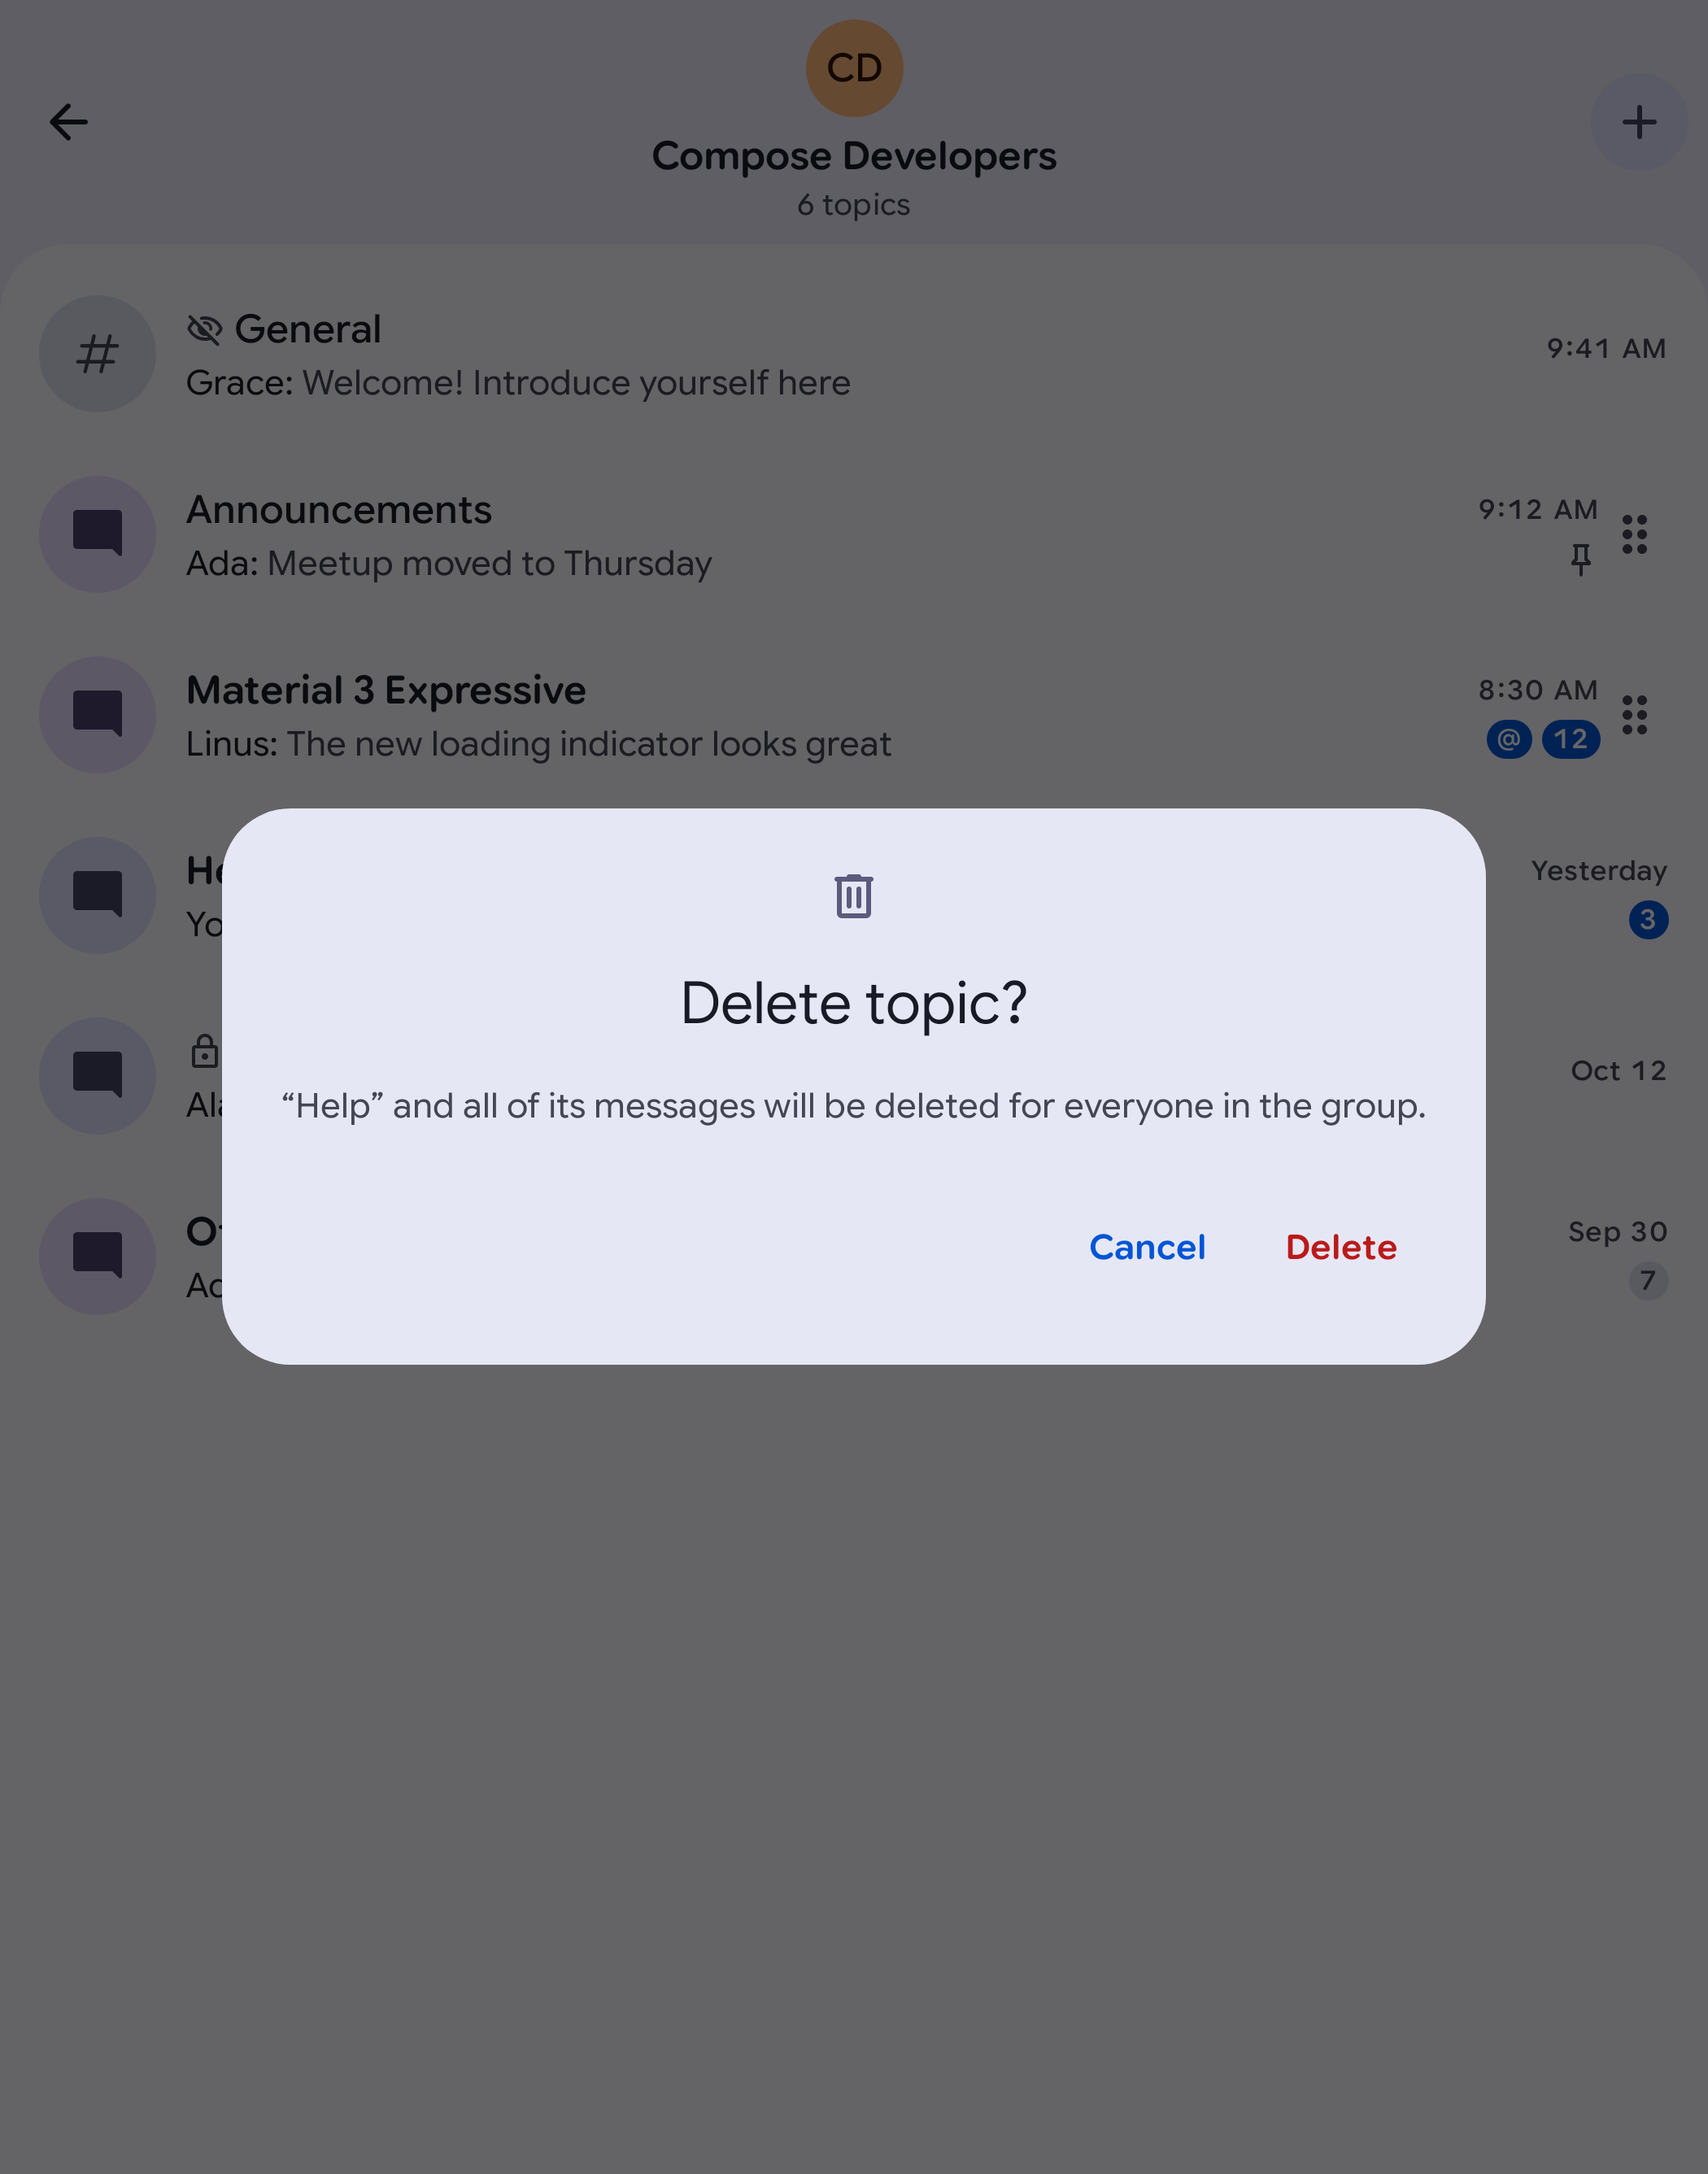 CD
Compose Developers
6 topics
General
9:41 AM
Grace: Welcome! Introduce yourself here
Announcements
9:12 AM
Ada: Meetup moved to Thursday
Material 3 Expressive
8:30 AM
Linus: The new loading indicator looks great
@ 12
Yesterday
3
Delete topic?
Oct 12
“Help” and all of its messages will be deleted for everyone in the group.
Cancel
Delete
Sep 30
7